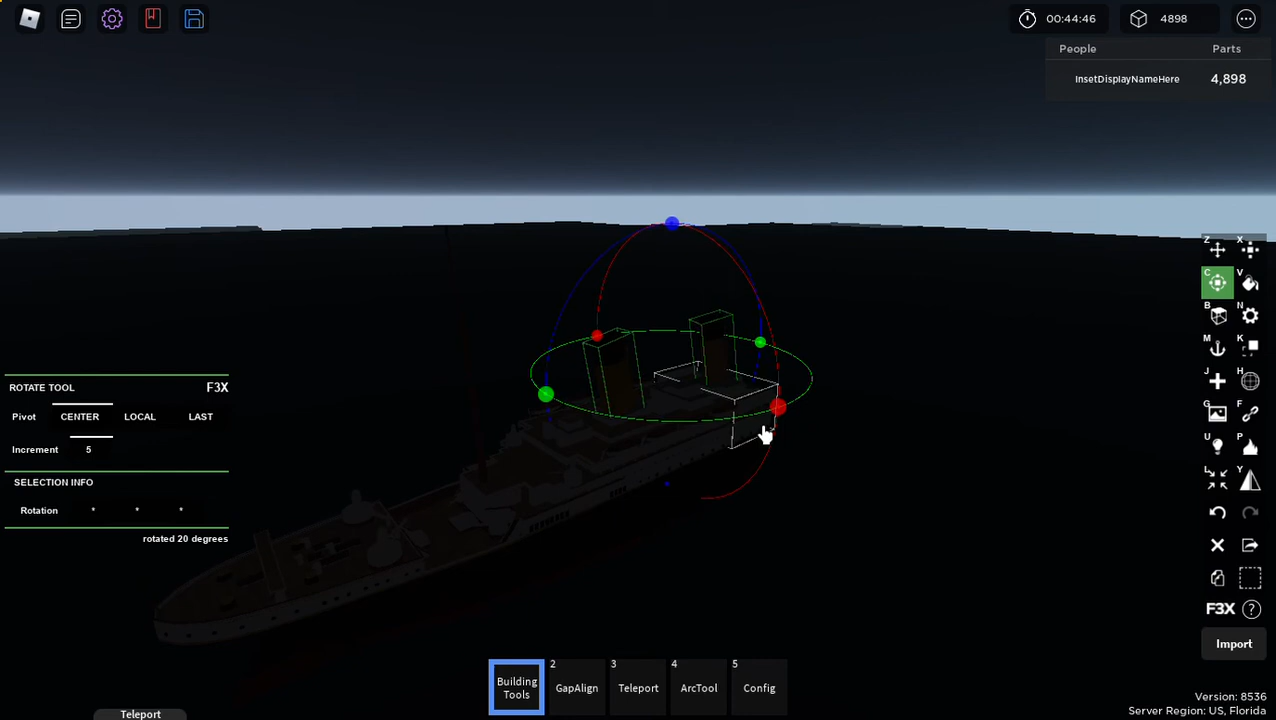 00:44:46
4898
People Parts
InsetDisplayNameHere 4,898
Z X
C V
B N
M K
J H
G F
U P
L Y
F3X ?
Import
ROTATE TOOL F3X
Pivot CENTER LOCAL LAST
Increment 5
SELECTION INFO
Rotation * * *
rotated 20 degrees
Building Tools
2 GapAlign
3 Teleport
4 ArcTool
5 Config
Teleport
Version: 8536
Server Region: US, Florida